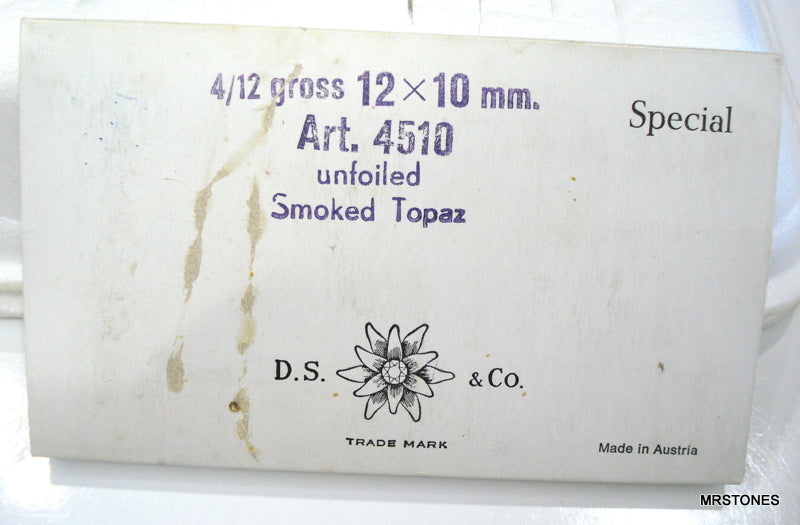 4/12 gross 12×10 mm.
Art. 4510
unfoiled
Smoked Topaz
Special
D.S. & Co.
TRADE MARK
Made in Austria
MRSTONES